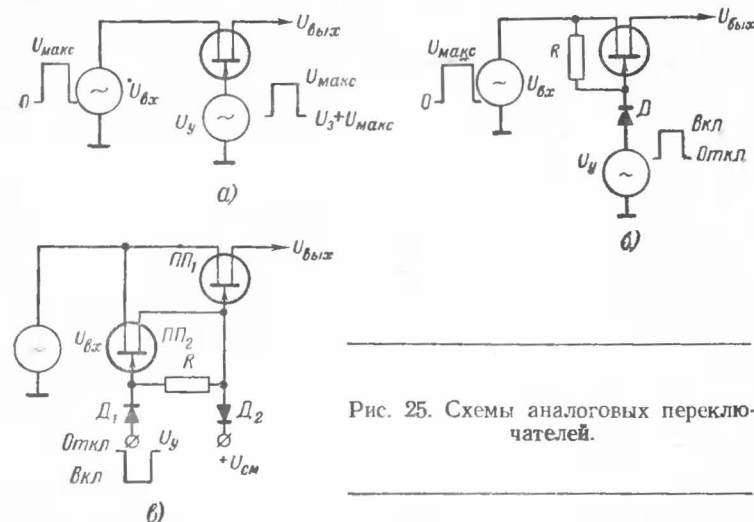 Uмакс
0
Uвх
Uвых
Uу
Uмакс
Uз+Uмакс
а)
Uмакс
0
Uвх
R
Uвых
Д
Uу
Вкл
Откл
б)
Uвх
ПП1
Uвых
ПП2
R
Д1
Д2
Откл
Uу
Вкл
+Uсм
в)
Рис. 25. Схемы аналоговых переклю-
чателей.